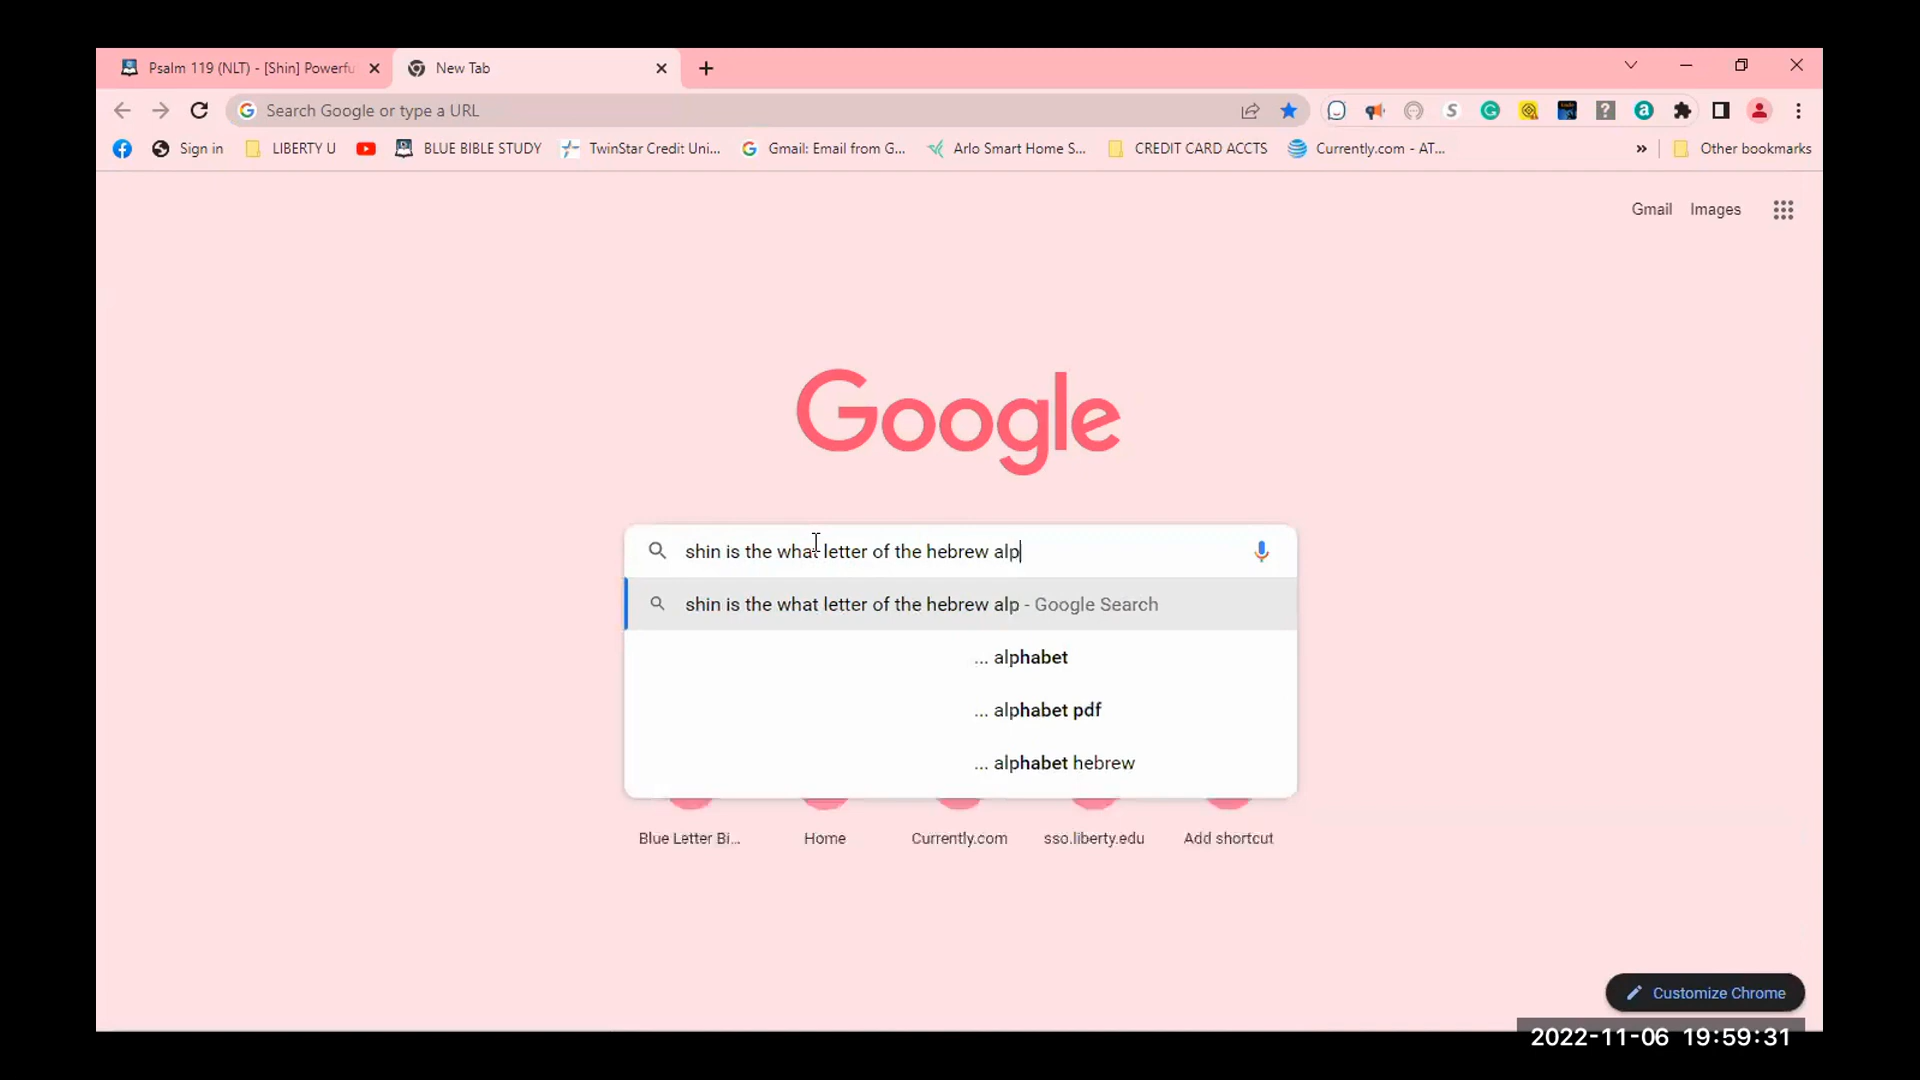 Psalm 119 (NLT) - [Shin] Powerfu
New Tab
Search Google or type a URL
Sign in
LIBERTY U
BLUE BIBLE STUDY
TwinStar Credit Uni...
Gmail: Email from G...
Arlo Smart Home S...
CREDIT CARD ACCTS
Currently.com - AT...
Other bookmarks
Gmail
Images
Google
shin is the what letter of the hebrew alp
shin is the what letter of the hebrew alp - Google Search
... alphabet
... alphabet pdf
... alphabet hebrew
Blue Letter Bi...
Home
Currently.com
sso.liberty.edu
Add shortcut
Customize Chrome
2022-11-06 19:59:31